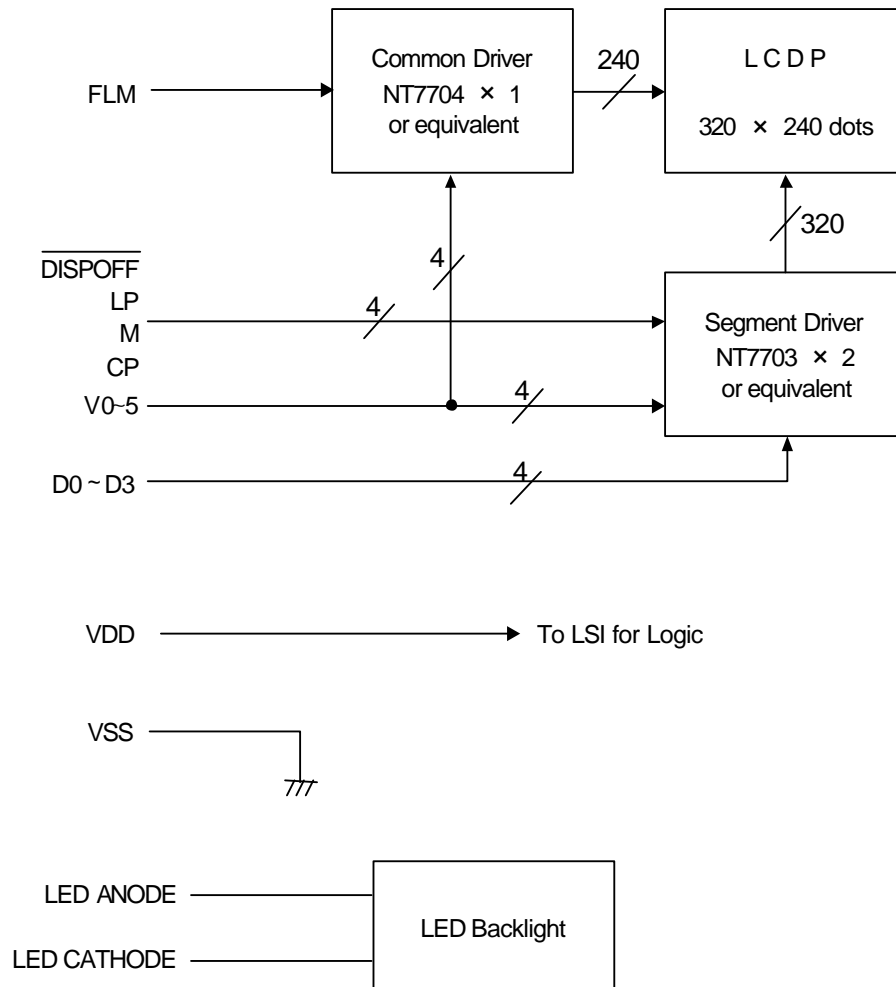 Common Driver
NT7704 × 1
or equivalent
240
L C D P
320 × 240 dots
FLM
320
DISPOFF
LP
M
CP
V0~5
D0 ~ D3
4
4
4
4
Segment Driver
NT7703 × 2
or equivalent
VDD
To LSI for Logic
VSS
LED ANODE
LED CATHODE
LED Backlight